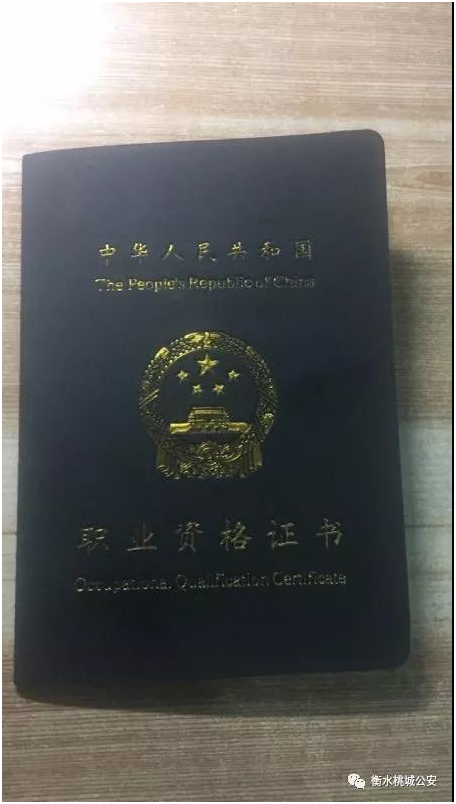 中华人民共和国
The People's Republic of China
职业资格证书
Occupational Qualification Certificate
衡水桃城公安